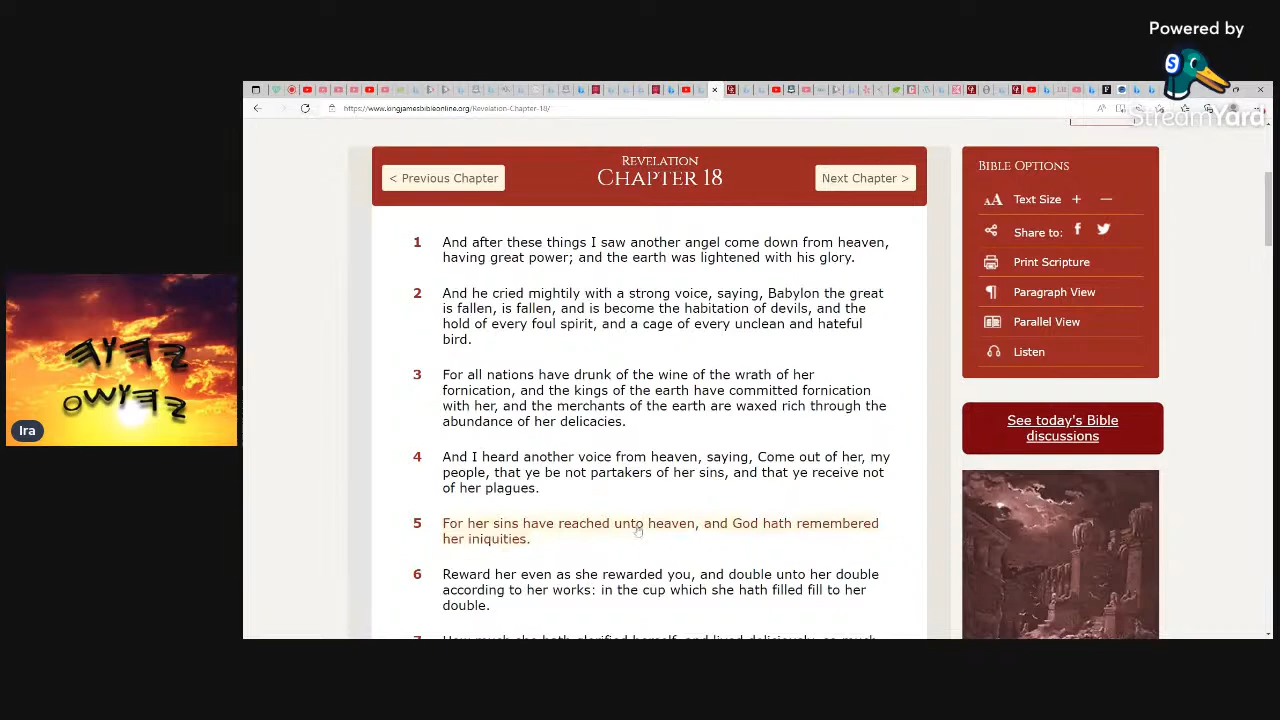 Powered by
S
StreamYard
https://www.kingjamesbibleonline.org/Revelation-Chapter-18/
< Previous Chapter
Revelation
Chapter 18
Next Chapter >
1 And after these things I saw another angel come down from heaven,
having great power; and the earth was lightened with his glory.
2 And he cried mightily with a strong voice, saying, Babylon the great
is fallen, is fallen, and is become the habitation of devils, and the
hold of every foul spirit, and a cage of every unclean and hateful
bird.
3 For all nations have drunk of the wine of the wrath of her
fornication, and the kings of the earth have committed fornication
with her, and the merchants of the earth are waxed rich through the
abundance of her delicacies.
4 And I heard another voice from heaven, saying, Come out of her, my
people, that ye be not partakers of her sins, and that ye receive not
of her plagues.
5 For her sins have reached unto heaven, and God hath remembered
her iniquities.
6 Reward her even as she rewarded you, and double unto her double
according to her works: in the cup which she hath filled fill to her
double.
Bible Options
AA Text Size + —
Share to:
Print Scripture
Paragraph View
Parallel View
Listen
See today's Bible
discussions
𐤉𐤄𐤅𐤄
𐤉𐤄𐤅𐤔𐤏
Ira